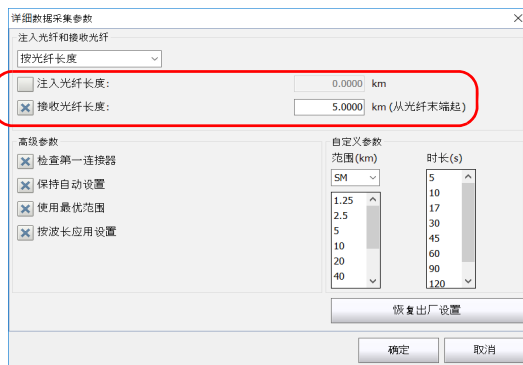 详细数据采集参数
注入光纤和接收光纤
按光纤长度
注入光纤长度: 0.0000 km
接收光纤长度: 5.0000 km (从光纤末端起)
高级参数
检查第一连接器
保持自动设置
使用最优范围
按波长应用设置
自定义参数
范围(km) 时长(s)
SM
1.25
2.5
5
10
20
40
5
10
17
30
45
60
90
120
恢复出厂设置
确定 取消